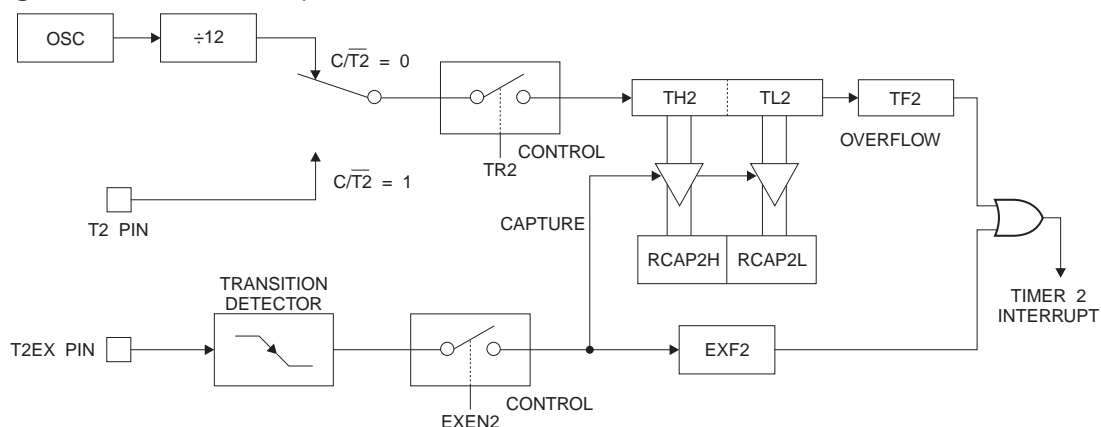 OSC
÷12
C/T2 = 0
TH2
TL2
TF2
OVERFLOW
CONTROL
TR2
C/T2 = 1
T2 PIN
CAPTURE
RCAP2H
RCAP2L
TRANSITION
DETECTOR
TIMER 2
INTERRUPT
T2EX PIN
EXF2
CONTROL
EXEN2